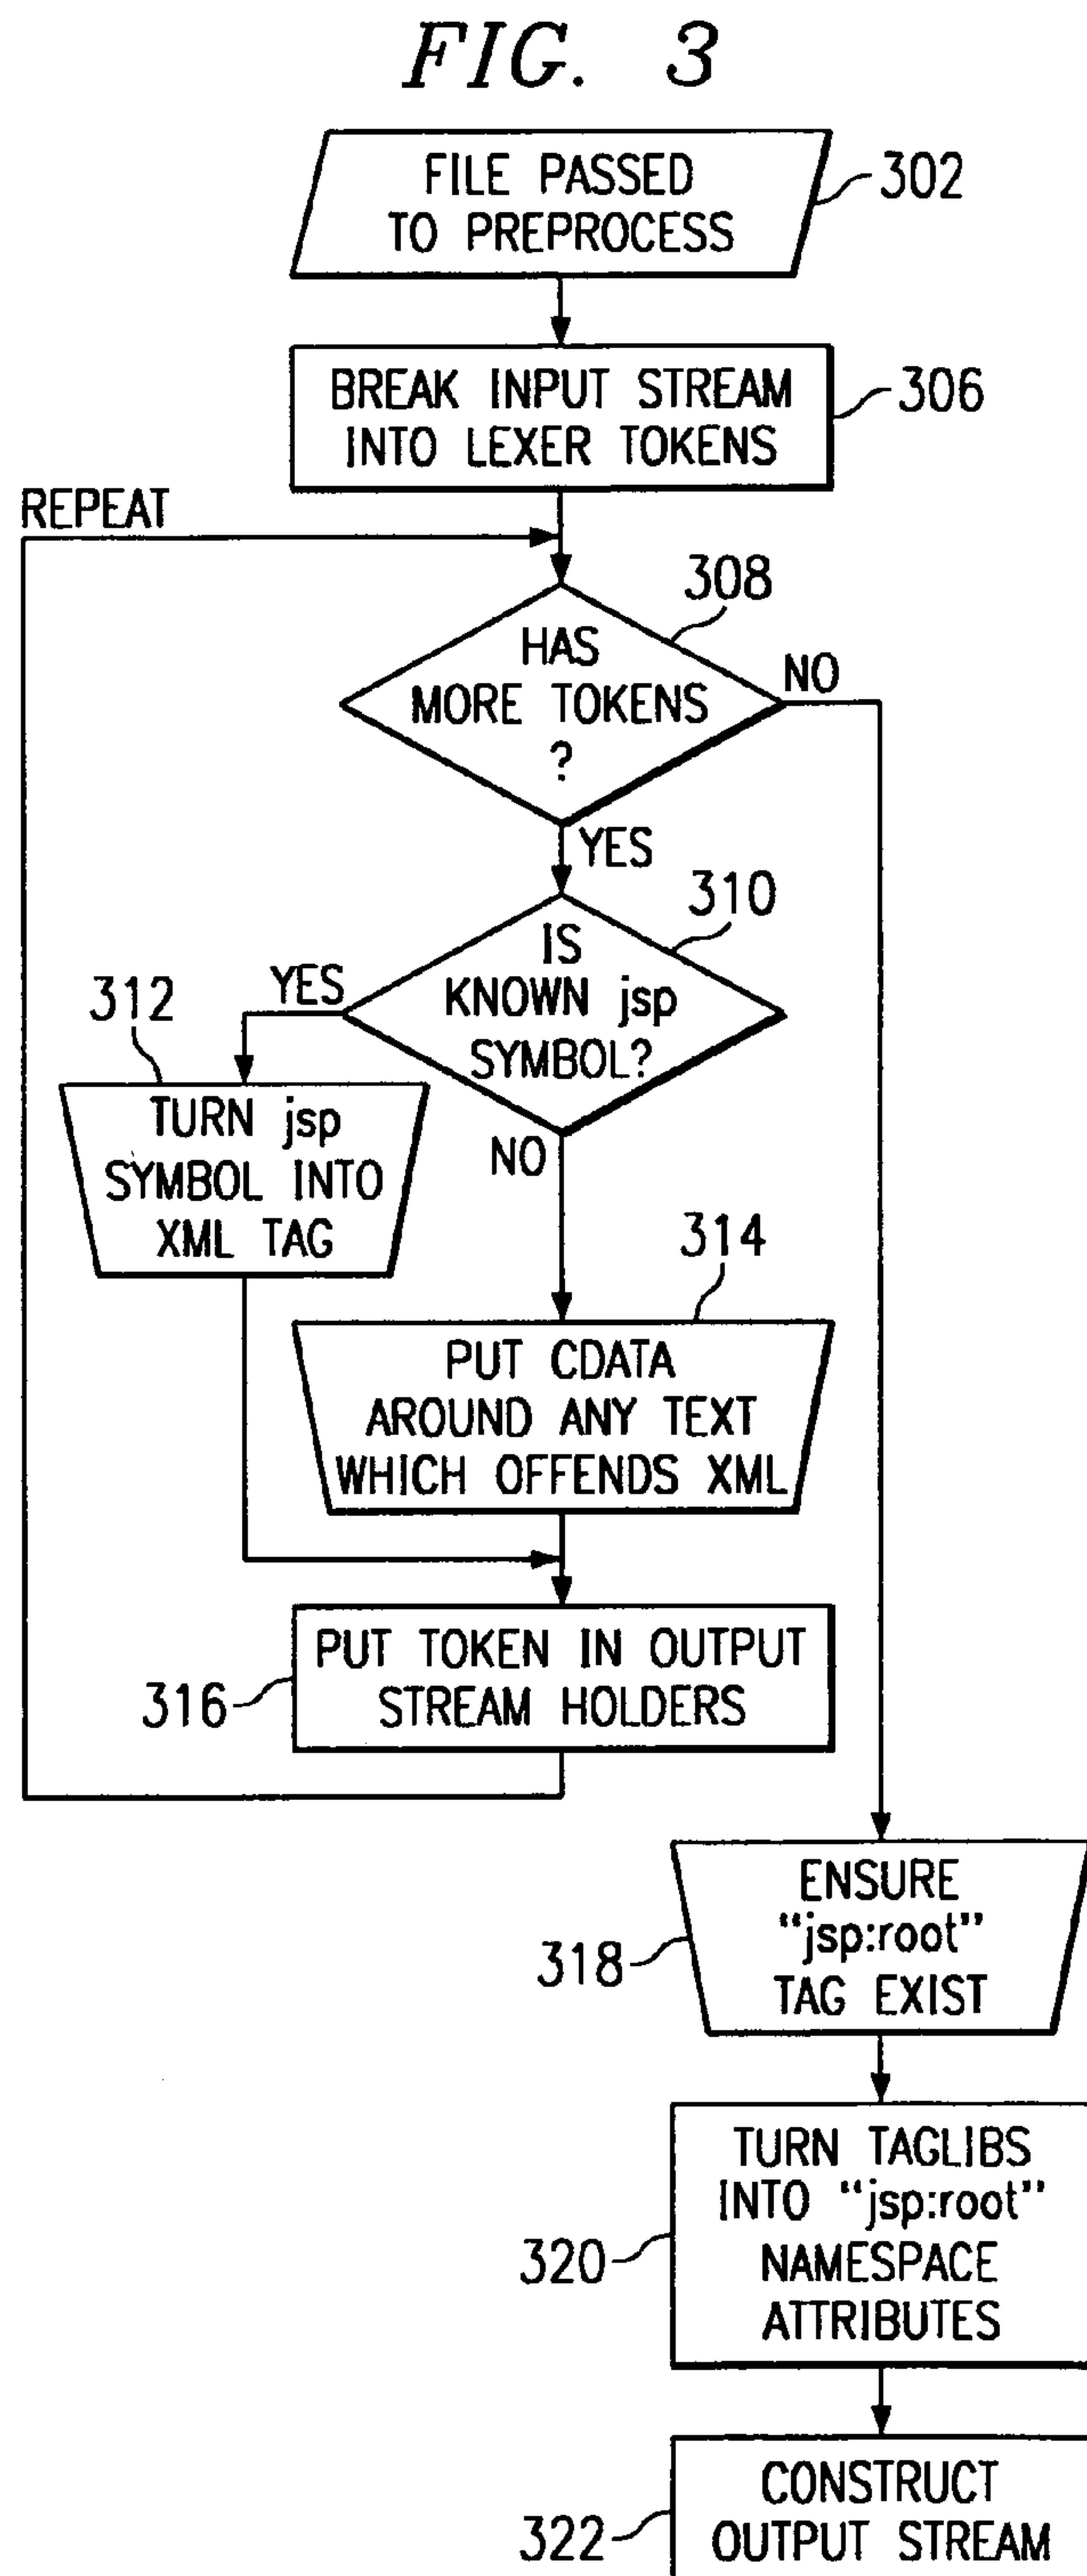 FIG. 3
FILE PASSED
TO PREPROCESS
302
BREAK INPUT STREAM
INTO LEXER TOKENS
306
REPEAT
308
HAS
MORE TOKENS
?
NO
YES
310
IS
KNOWN jsp
SYMBOL?
YES
NO
312
TURN jsp
SYMBOL INTO
XML TAG
314
PUT CDATA
AROUND ANY TEXT
WHICH OFFENDS XML
PUT TOKEN IN OUTPUT
STREAM HOLDERS
316
ENSURE
"jsp:root"
TAG EXIST
318
TURN TAGLIBS
INTO "jsp:root"
NAMESPACE
ATTRIBUTES
320
CONSTRUCT
OUTPUT STREAM
322